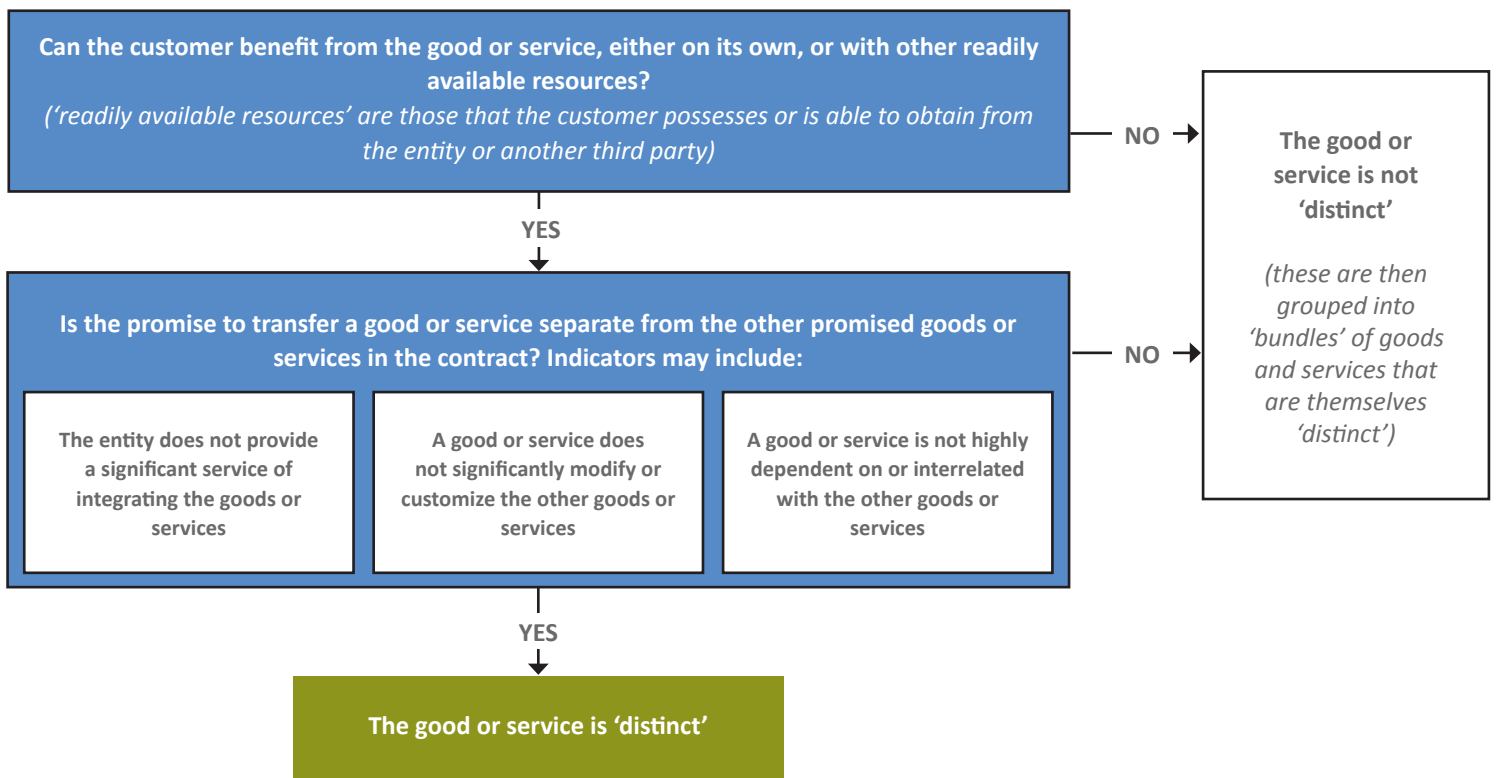 Can the customer benefit from the good or service, either on its own, or with other readily
available resources?
(‘readily available resources’ are those that the customer possesses or is able to obtain from
the entity or another third party)
NO
The good or
service is not
‘distinct’
(these are then
grouped into
‘bundles’ of goods
and services that
are themselves
‘distinct’)
YES
Is the promise to transfer a good or service separate from the other promised goods or
services in the contract? Indicators may include:
NO
The entity does not provide
a significant service of
integrating the goods or
services
A good or service does
not significantly modify or
customize the other goods or
services
A good or service is not highly
dependent on or interrelated
with the other goods or
services
YES
The good or service is ‘distinct’